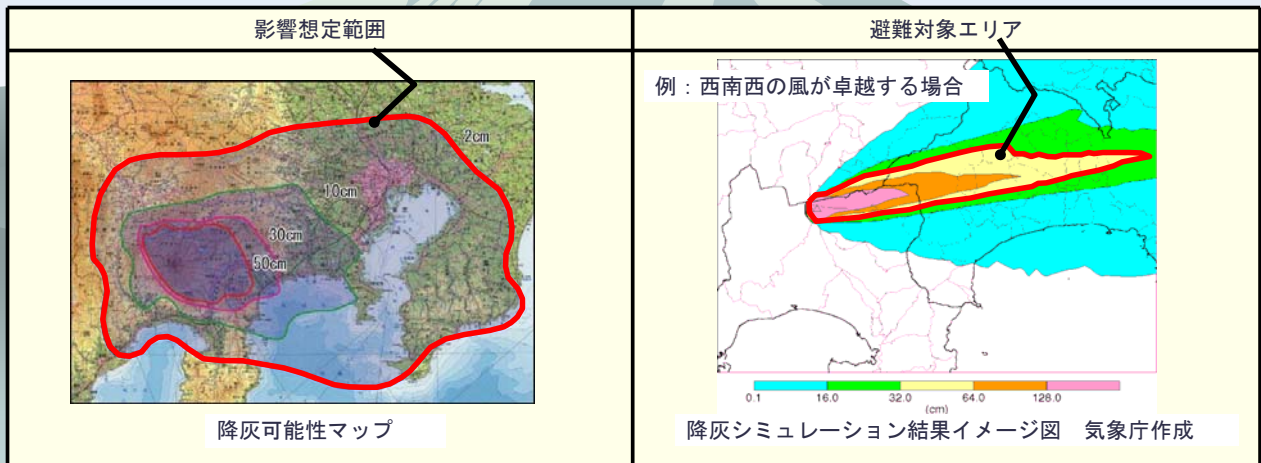 影響想定範囲
避難対象エリア
例：西南西の風が卓越する場合
2cm
10cm
30cm
50cm
0.1 16.0 32.0 64.0 128.0
(cm)
降灰可能性マップ
降灰シミュレーション結果イメージ図 気象庁作成